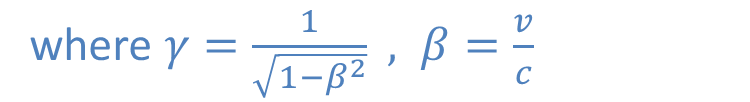 where γ = 1/√(1−β²) , β = v/c